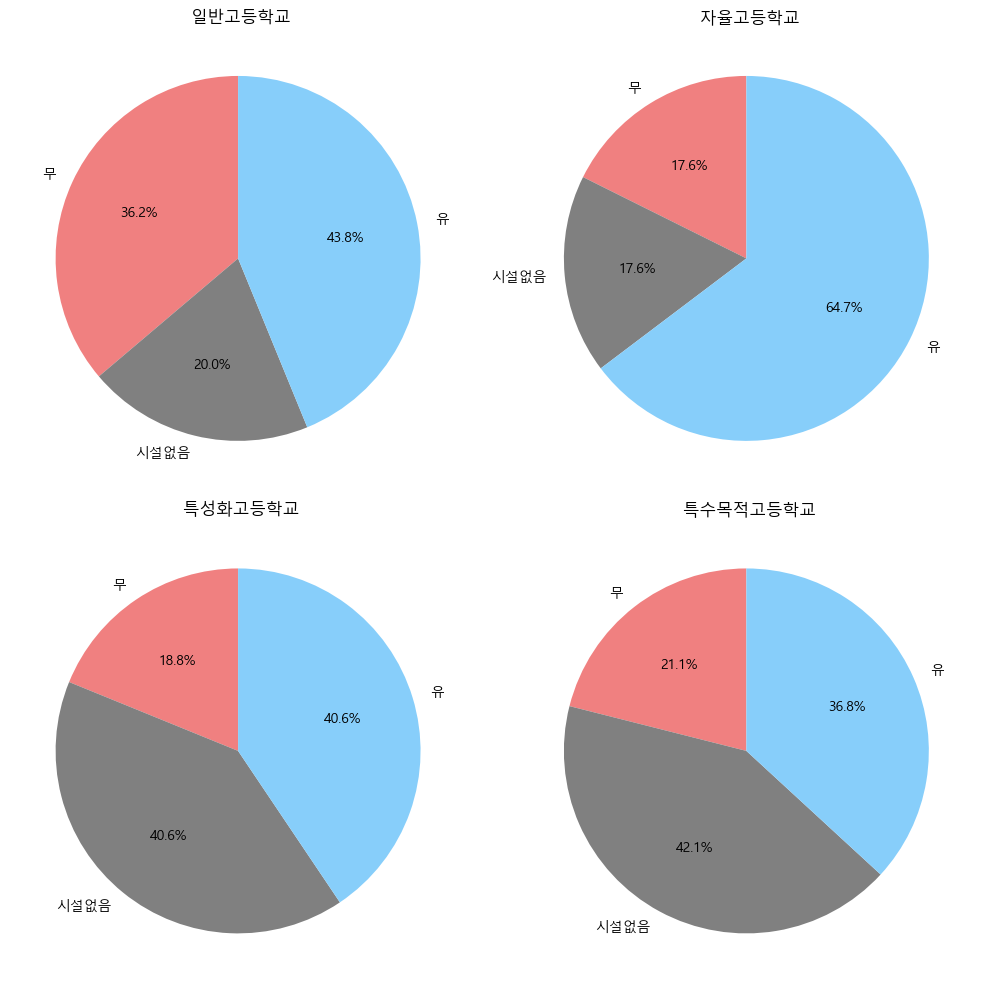 일반고등학교
무
36.2%
유
43.8%
20.0%
시설없음
자율고등학교
무
17.6%
시설없음
17.6%
64.7%
유
특성화고등학교
무
18.8%
유
40.6%
40.6%
시설없음
특수목적고등학교
무
21.1%
유
36.8%
42.1%
시설없음